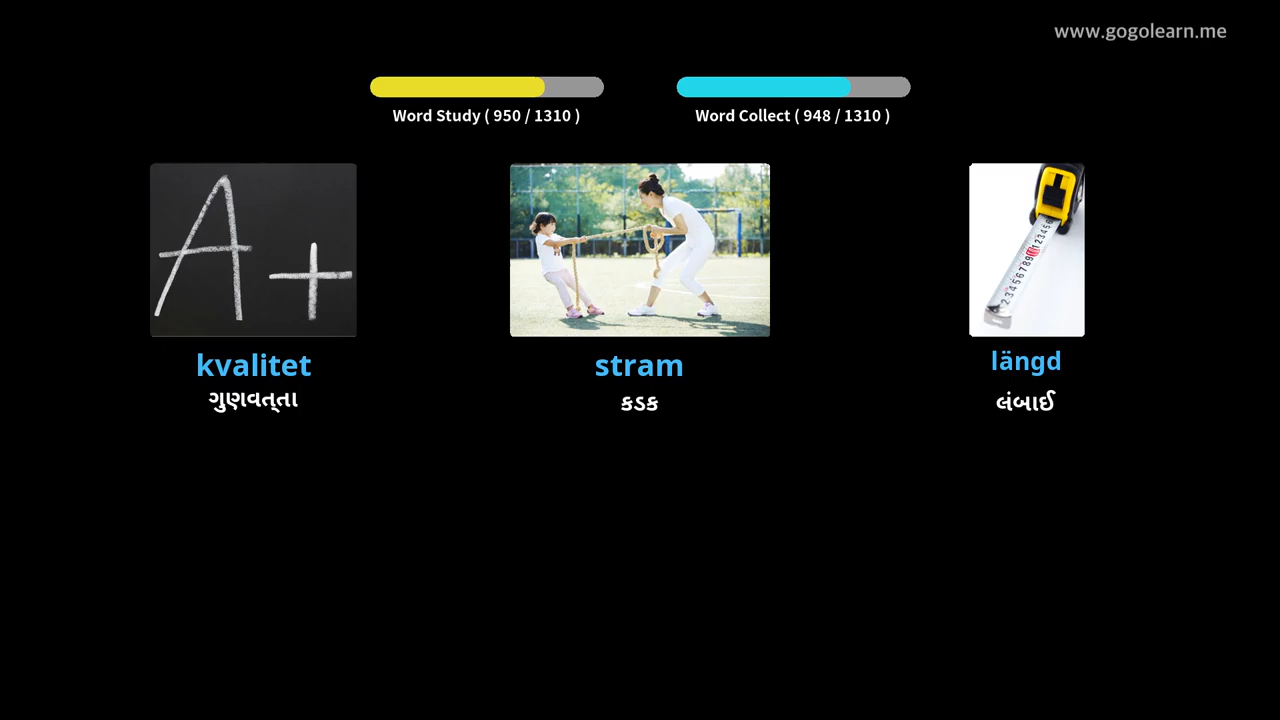 www.gogolearn.me
Word Study ( 950 / 1310 )
Word Collect ( 948 / 1310 )
A+
kvalitet
ગુણવત્તા
stram
કડક
längd
લંબાઈ